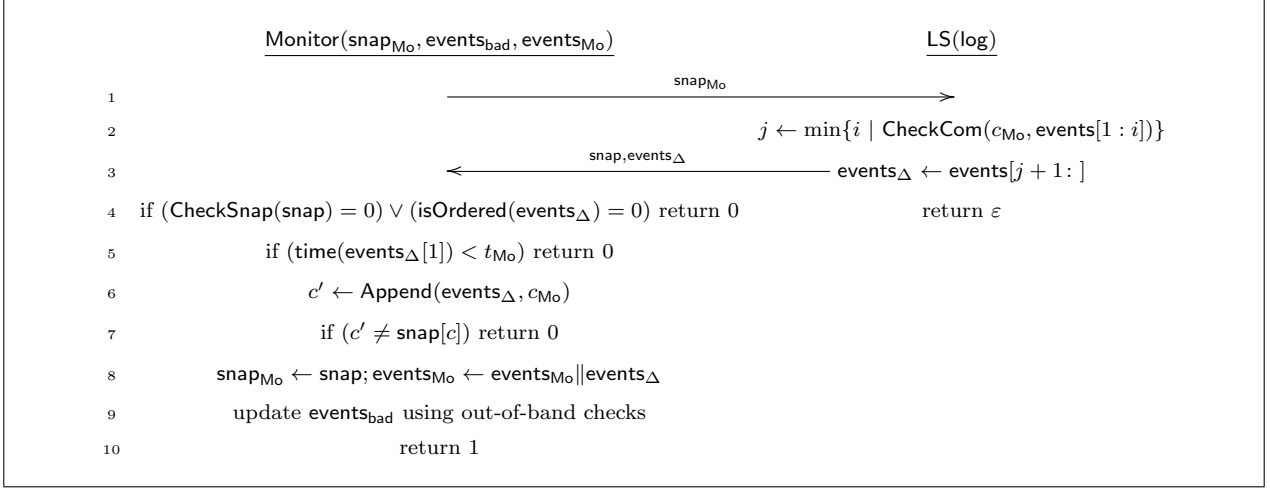 Monitor(snap_Mo, events_bad, events_Mo) LS(log)
1 snap_Mo
2 j ← min{i | CheckCom(c_Mo, events[1 : i])}
3 snap,events_Δ events_Δ ← events[j + 1 : ]
4 if (CheckSnap(snap) = 0) ∨ (isOrdered(events_Δ) = 0) return 0 return ε
5 if (time(events_Δ[1]) < t_Mo) return 0
6 c′ ← Append(events_Δ, c_Mo)
7 if (c′ ≠ snap[c]) return 0
8 snap_Mo ← snap; events_Mo ← events_Mo‖events_Δ
9 update events_bad using out-of-band checks
10 return 1